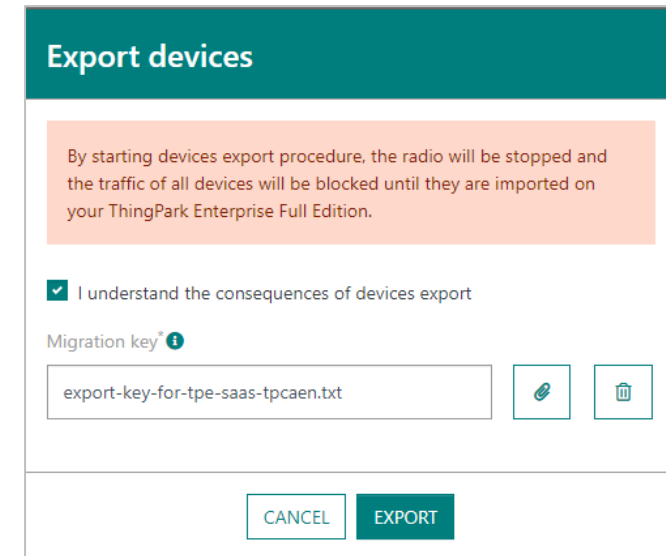 Export devices
By starting devices export procedure, the radio will be stopped and
the traffic of all devices will be blocked until they are imported on
your ThingPark Enterprise Full Edition.
I understand the consequences of devices export
Migration key*
export-key-for-tpe-saas-tpcaen.txt
CANCEL EXPORT